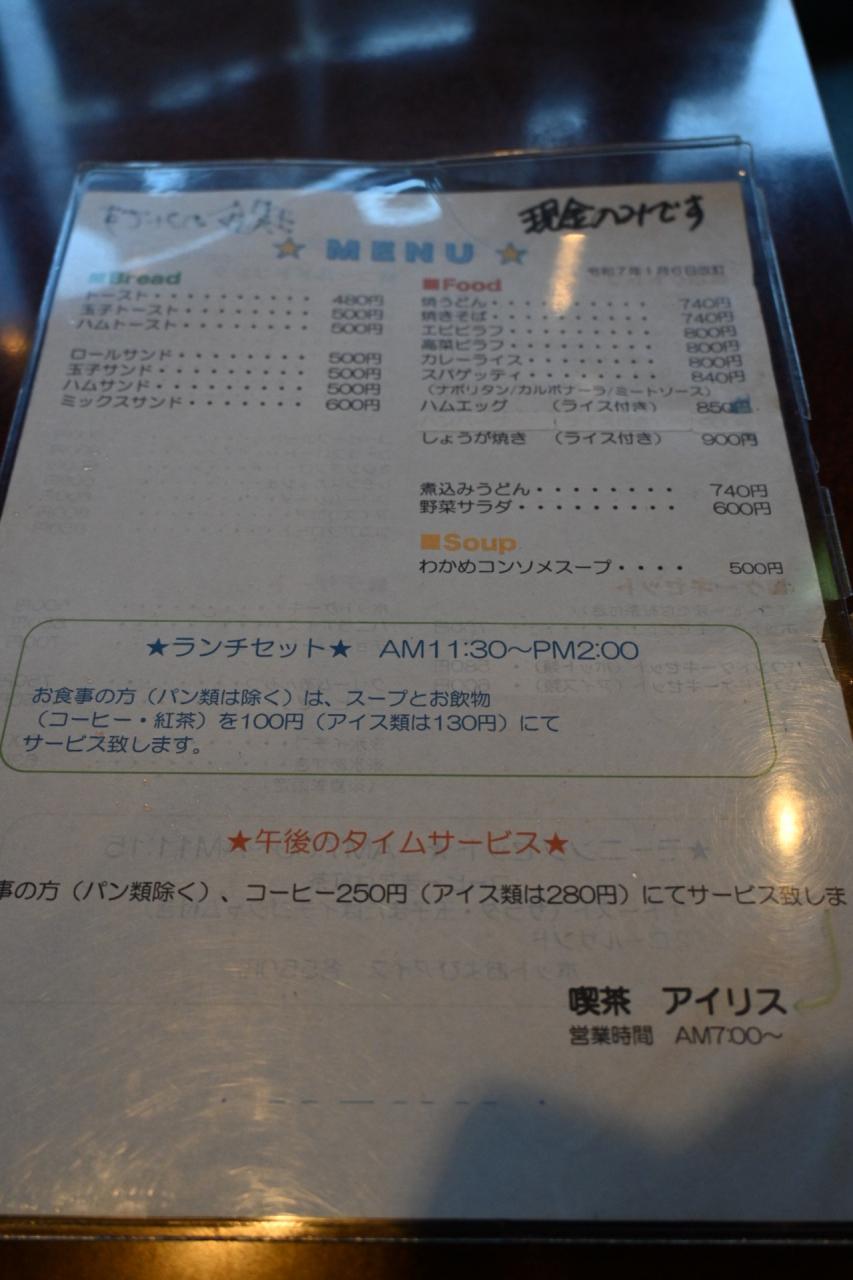 現金のみです
★ MENU ★
令和7年1月6日改訂
■Bread
トースト・・・・・・・・・・ 480円
玉子トースト・・・・・・・・ 500円
ハムトースト・・・・・・・・ 500円
ロールサンド・・・・・・・・ 500円
玉子サンド・・・・・・・・・ 500円
ハムサンド・・・・・・・・・ 500円
ミックスサンド・・・・・・・ 600円
■Food
焼うどん・・・・・・・・・・ 740円
焼きそば・・・・・・・・・・ 740円
エビピラフ・・・・・・・・・ 800円
高菜ピラフ・・・・・・・・・ 800円
カレーライス・・・・・・・・ 800円
スパゲッティ・・・・・・・・ 840円
（ナポリタン/カルボナーラ/ミートソース）
ハムエッグ （ライス付き） 850円
しょうが焼き （ライス付き） 900円
煮込みうどん・・・・・・・・ 740円
野菜サラダ・・・・・・・・・ 600円
■Soup
わかめコンソメスープ・・・・ 500円
★ランチセット★ AM11:30～PM2:00
お食事の方（パン類は除く）は、スープとお飲物
（コーヒー・紅茶）を100円（アイス類は130円）にて
サービス致します。
★午後のタイムサービス★
事の方（パン類除く）、コーヒー250円（アイス類は280円）にてサービス致しま
喫茶 アイリス
営業時間 AM7:00～